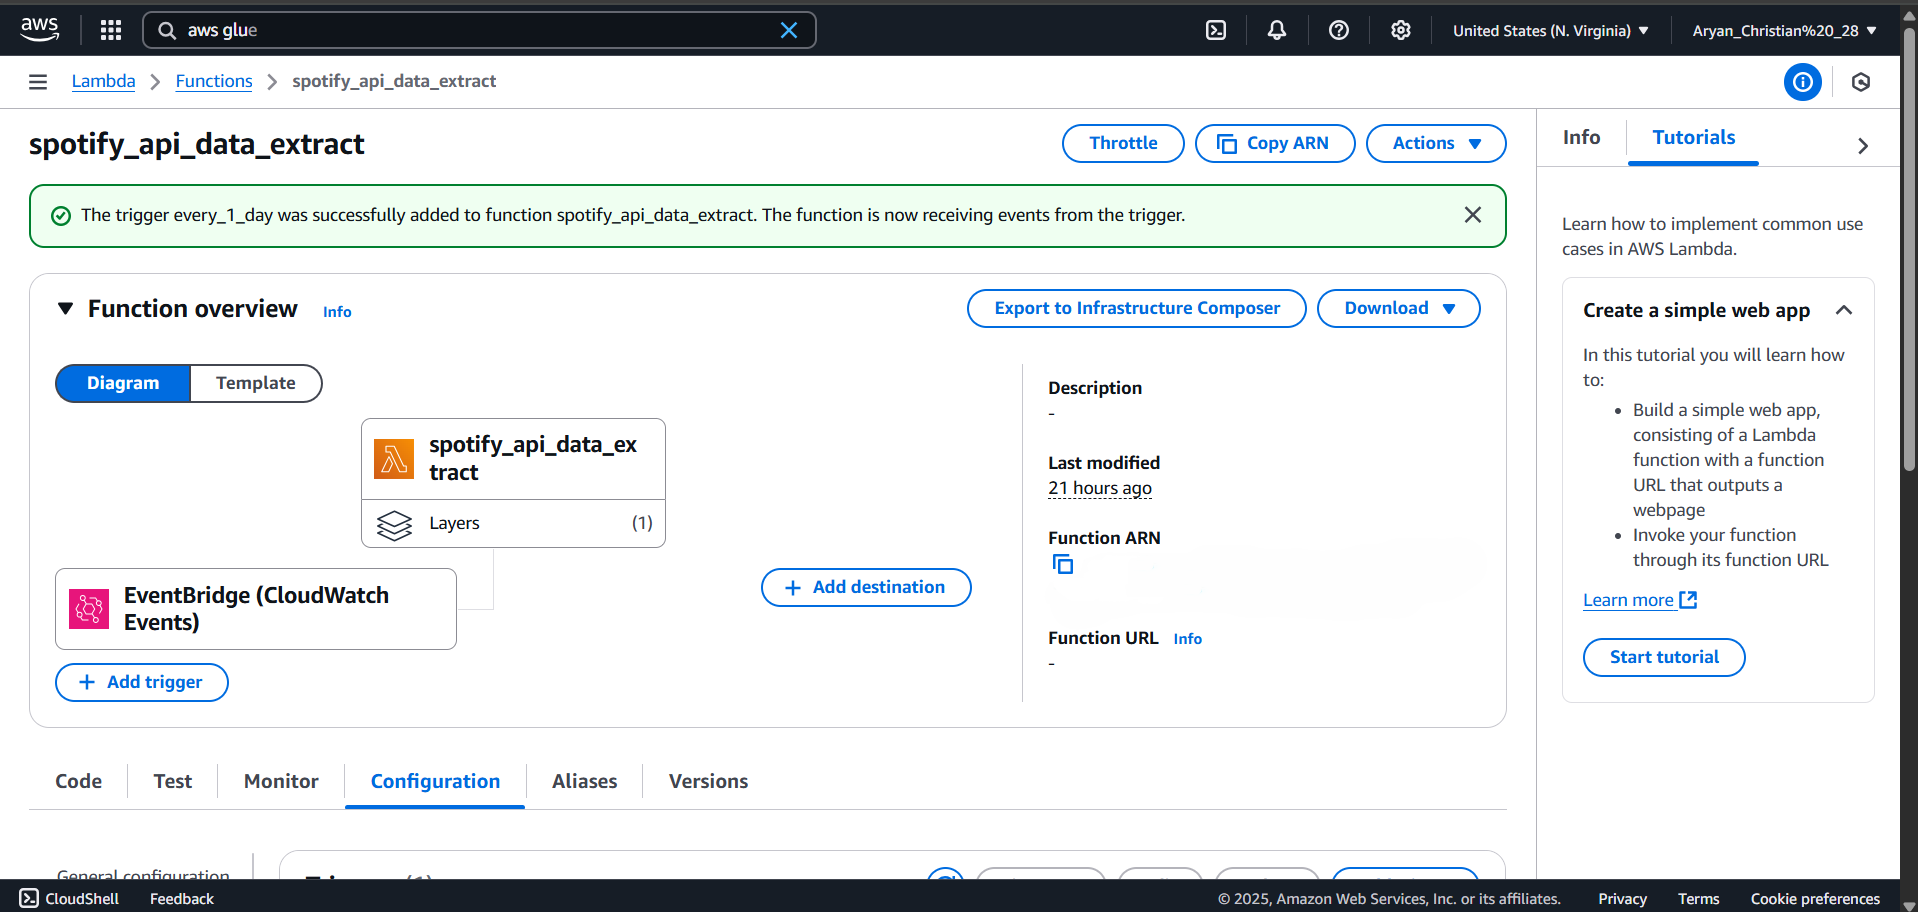 aws
aws glue
United States (N. Virginia)
Aryan_Christian%20_28
Lambda
Functions
spotify_api_data_extract
spotify_api_data_extract
Throttle
Copy ARN
Actions
The trigger every_1_day was successfully added to function spotify_api_data_extract. The function is now receiving events from the trigger.
Function overview
Info
Export to Infrastructure Composer
Download
Diagram
Template
spotify_api_data_ex
tract
Layers
(1)
EventBridge (CloudWatch
Events)
Add trigger
Add destination
Description
-
Last modified
21 hours ago
Function ARN
Function URL
Info
-
Code
Test
Monitor
Configuration
Aliases
Versions
General configuration
Info
Tutorials
Learn how to implement common use
cases in AWS Lambda.
Create a simple web app
In this tutorial you will learn how
to:
• Build a simple web app,
consisting of a Lambda
function with a function
URL that outputs a
webpage
• Invoke your function
through its function URL
Learn more
Start tutorial
CloudShell
Feedback
© 2025, Amazon Web Services, Inc. or its affiliates.
Privacy
Terms
Cookie preferences